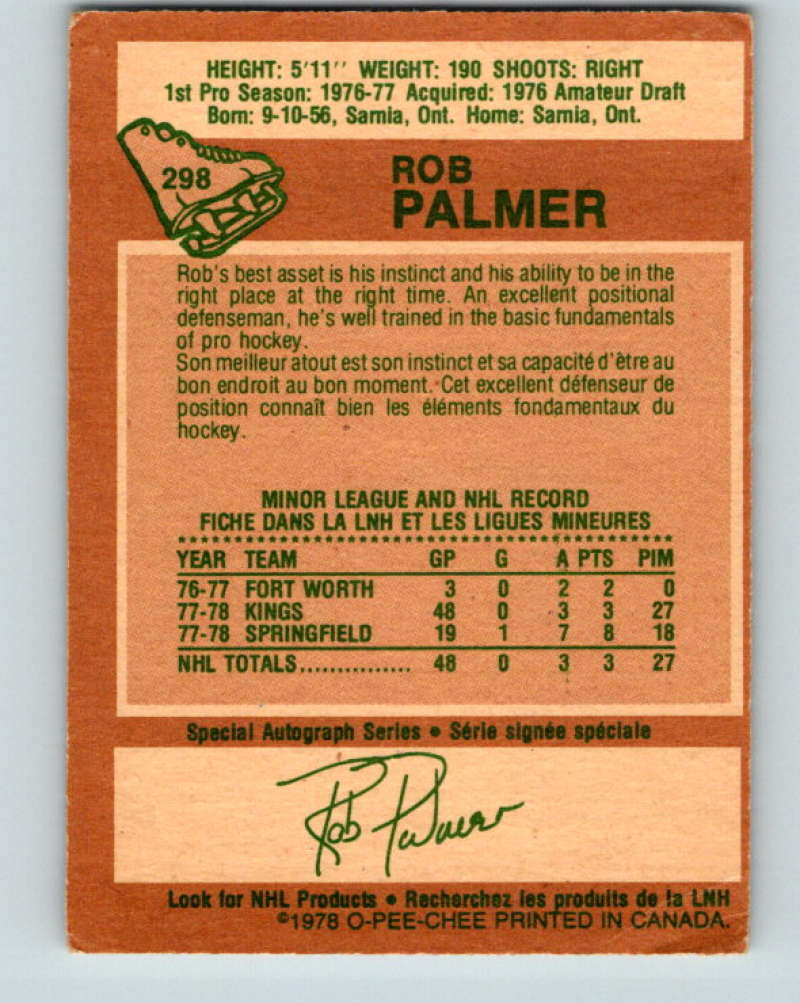 HEIGHT: 5'11'' WEIGHT: 190 SHOOTS: RIGHT
1st Pro Season: 1976-77 Acquired: 1976 Amateur Draft
Born: 9-10-56, Sarnia, Ont. Home: Sarnia, Ont.
298
ROB
PALMER
Rob's best asset is his instinct and his ability to be in the
right place at the right time. An excellent positional
defenseman, he's well trained in the basic fundamentals
of pro hockey.
Son meilleur atout est son instinct et sa capacité d'être au
bon endroit au bon moment. Cet excellent défenseur de
position connaît bien les éléments fondamentaux du
hockey.
MINOR LEAGUE AND NHL RECORD
FICHE DANS LA LNH ET LES LIGUES MINEURES
YEAR TEAM GP G A PTS PIM
76-77 FORT WORTH 3 0 2 2 0
77-78 KINGS 48 0 3 3 27
77-78 SPRINGFIELD 19 1 7 8 18
NHL TOTALS............... 48 0 3 3 27
Special Autograph Series • Série signée spéciale
Rob Palmer
Look for NHL Products • Recherchez les produits de la LNH
©1978 O-PEE-CHEE PRINTED IN CANADA.